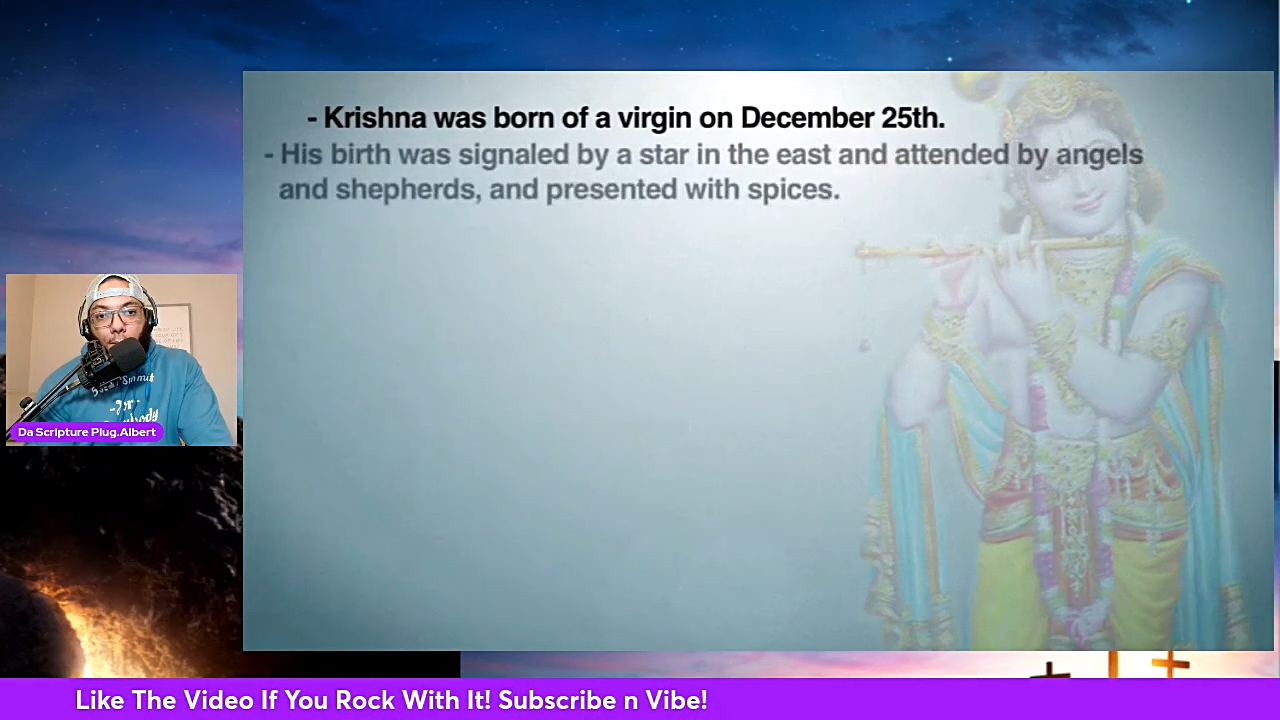 - Krishna was born of a virgin on December 25th.
- His birth was signaled by a star in the east and attended by angels
and shepherds, and presented with spices.
Da Scripture Plug.Albert
Like The Video If You Rock With It! Subscribe n Vibe!